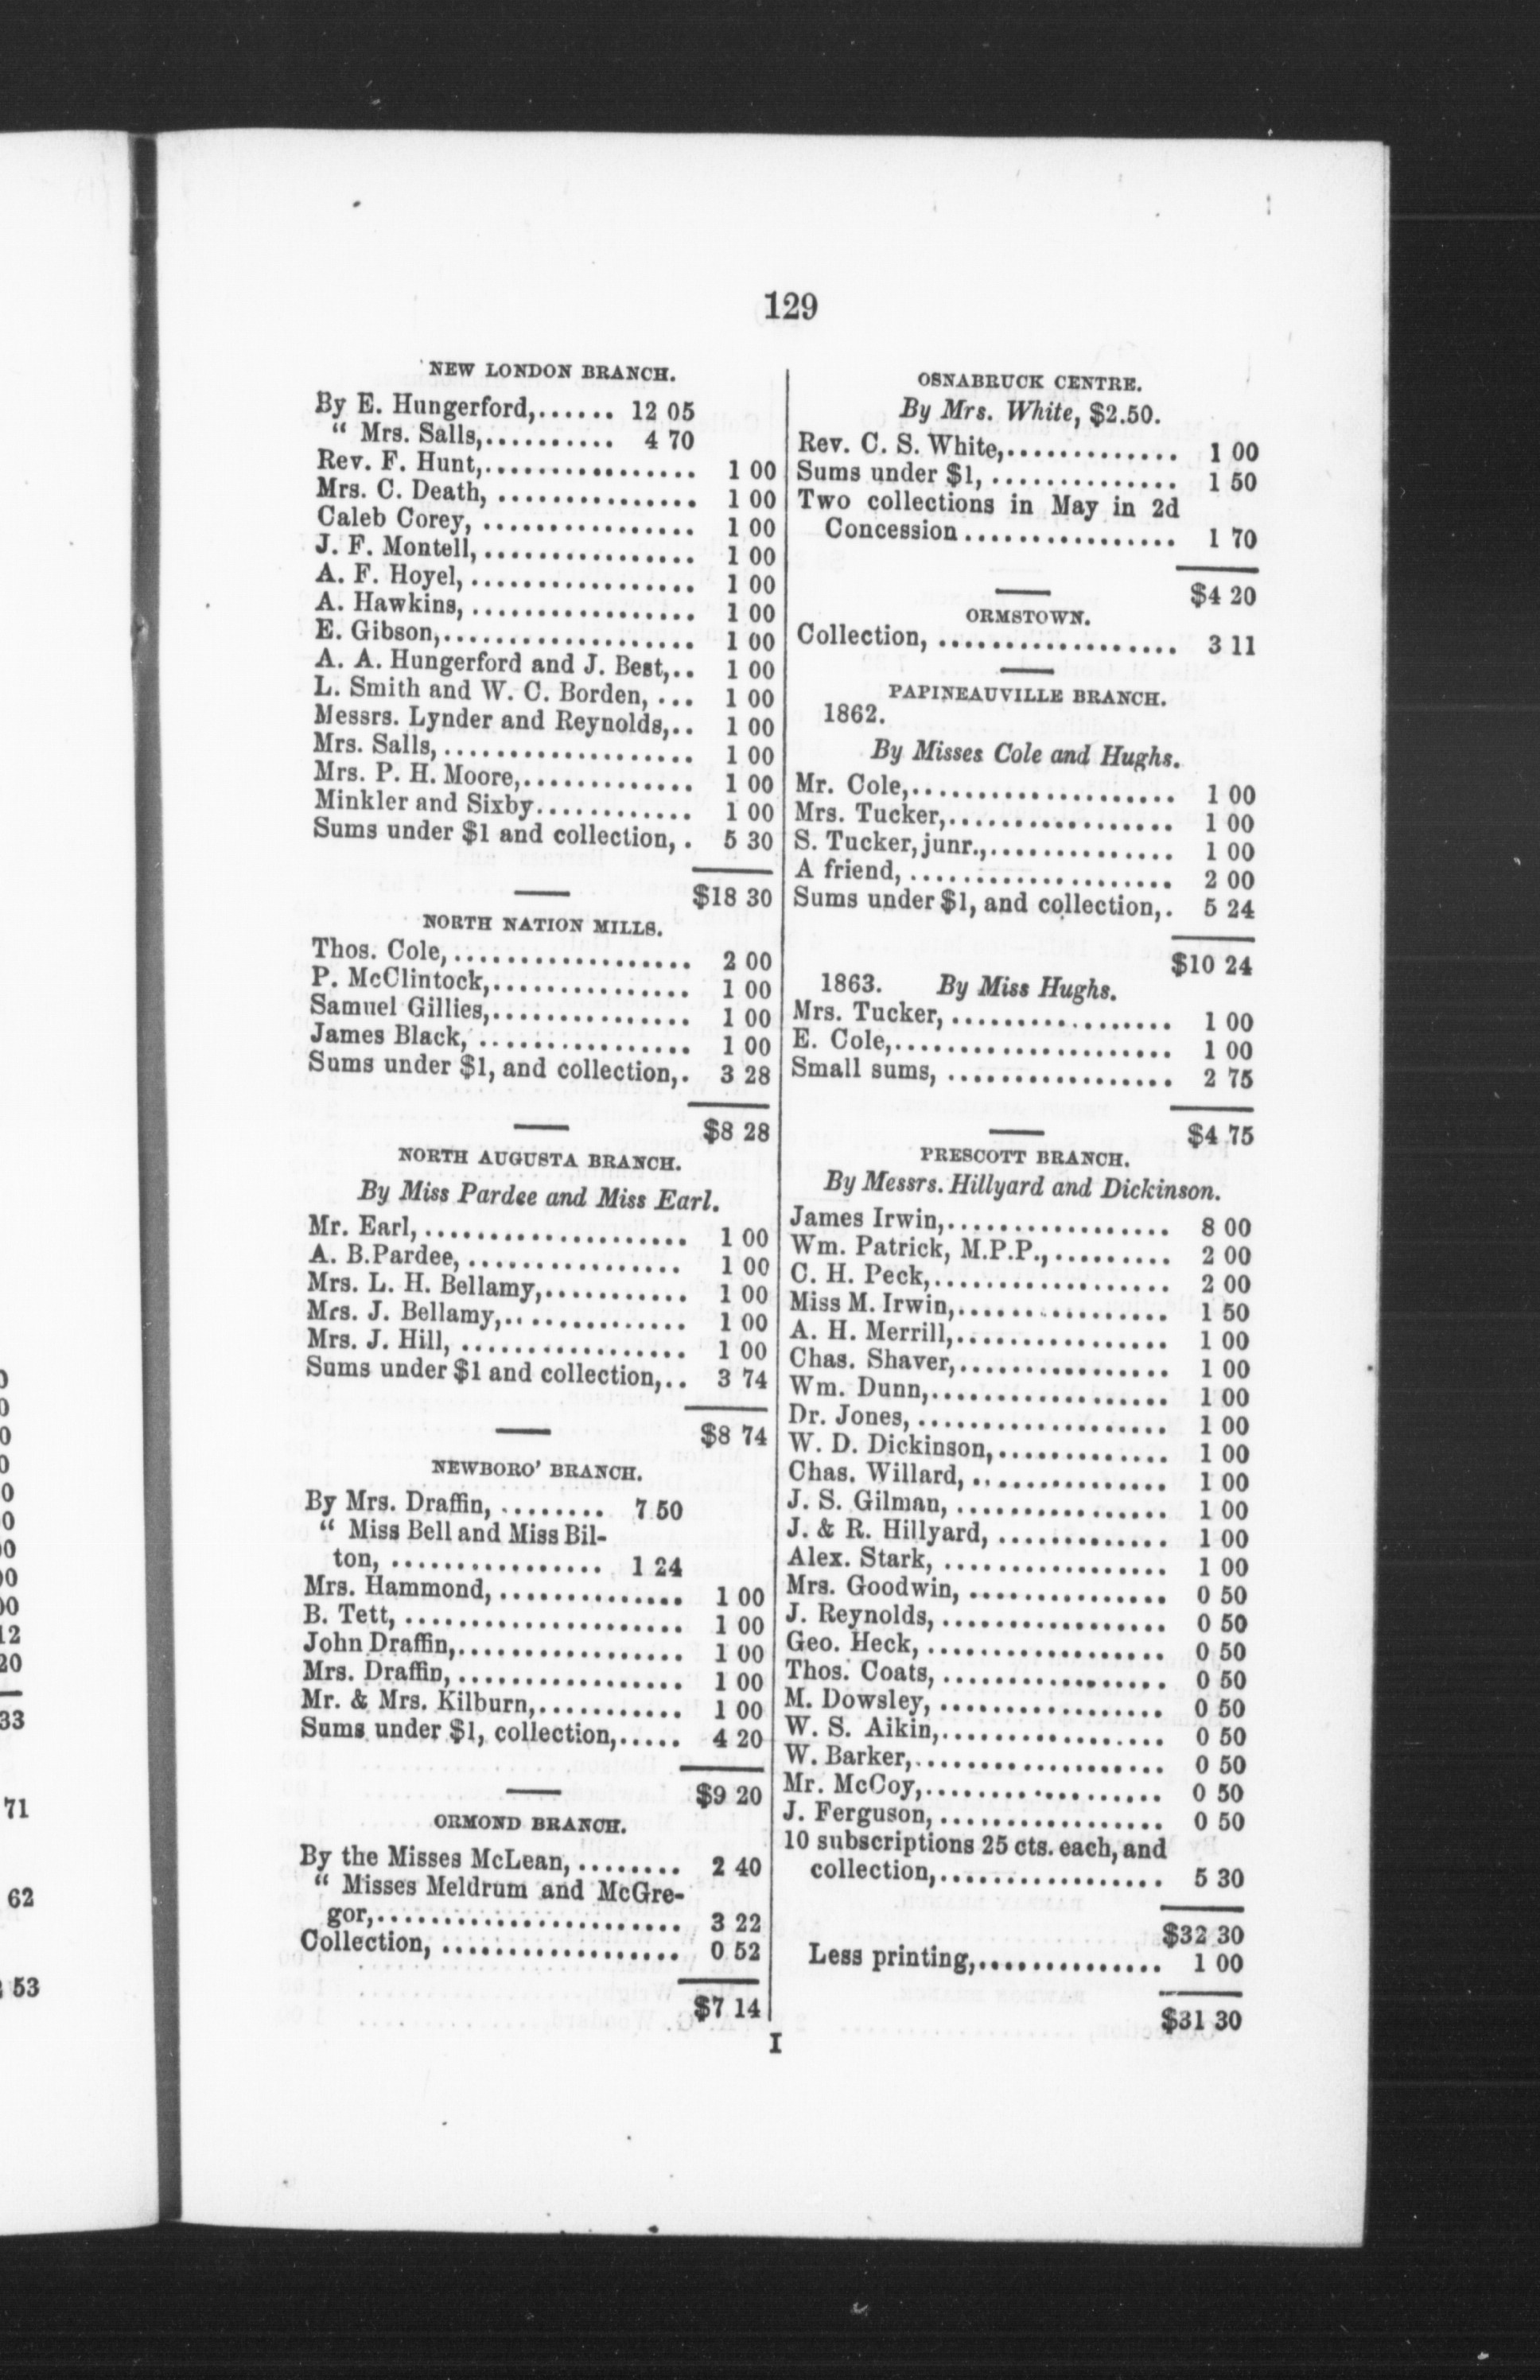 129
NEW LONDON BRANCH.
By E. Hungerford,...... 12 05
“ Mrs. Salls,.......... 4 70
Rev. F. Hunt,................ 1 00
Mrs. C. Death, ............... 1 00
Caleb Corey, ................ 1 00
J. F. Montell,................ 1 00
A. F. Hoyel, ................. 1 00
A. Hawkins, ................. 1 00
E. Gibson,................... 1 00
A. A. Hungerford and J. Best,.. 1 00
L. Smith and W. C. Borden, ... 1 00
Messrs. Lynder and Reynolds,.. 1 00
Mrs. Salls, ................... 1 00
Mrs. P. H. Moore,............. 1 00
Minkler and Sixby............ 1 00
Sums under $1 and collection, . 5 30
$18 30
NORTH NATION MILLS.
Thos. Cole, .................. 2 00
P. McClintock,............... 1 00
Samuel Gillies,............... 1 00
James Black, ................ 1 00
Sums under $1, and collection,. 3 28
$8 28
NORTH AUGUSTA BRANCH.
By Miss Pardee and Miss Earl.
Mr. Earl, .................... 1 00
A. B.Pardee, ................ 1 00
Mrs. L. H. Bellamy,........... 1 00
Mrs. J. Bellamy,.............. 1 00
Mrs. J. Hill, ................. 1 00
Sums under $1 and collection,.. 3 74
$8 74
NEWBORO’ BRANCH.
By Mrs. Draffin, ........ 7 50
“ Miss Bell and Miss Bil-
ton, ................ 1 24
Mrs. Hammond, .............. 1 00
B. Tett, ..................... 1 00
John Draffin,................. 1 00
Mrs. Draffin, ................. 1 00
Mr. & Mrs. Kilburn,........... 1 00
Sums under $1, collection,..... 4 20
$9 20
ORMOND BRANCH.
By the Misses McLean, ........ 2 40
“ Misses Meldrum and McGre-
gor,....................... 3 22
Collection, .................. 0 52
$7 14
OSNABRUCK CENTRE.
By Mrs. White, $2.50.
Rev. C. S. White,............. 1 00
Sums under $1, .............. 1 50
Two collections in May in 2d
Concession ................ 1 70
$4 20
ORMSTOWN.
Collection, .................. 3 11
PAPINEAUVILLE BRANCH.
1862.
By Misses Cole and Hughs.
Mr. Cole,.................... 1 00
Mrs. Tucker,................. 1 00
S. Tucker, junr.,.............. 1 00
A friend, .................... 2 00
Sums under $1, and collection,. 5 24
$10 24
1863. By Miss Hughs.
Mrs. Tucker, ................. 1 00
E. Cole,..................... 1 00
Small sums, ................. 2 75
$4 75
PRESCOTT BRANCH.
By Messrs. Hillyard and Dickinson.
James Irwin,................. 8 00
Wm. Patrick, M.P.P.,......... 2 00
C. H. Peck,.................. 2 00
Miss M. Irwin,................ 1 50
A. H. Merrill,................ 1 00
Chas. Shaver,................ 1 00
Wm. Dunn,.................. 1 00
Dr. Jones, ................... 1 00
W. D. Dickinson,............. 1 00
Chas. Willard, ............... 1 00
J. S. Gilman, ................ 1 00
J. & R. Hillyard, ............. 1 00
Alex. Stark, ................. 1 00
Mrs. Goodwin, ............... 0 50
J. Reynolds, ................. 0 50
Geo. Heck, .................. 0 50
Thos. Coats, ................. 0 50
M. Dowsley, ................. 0 50
W. S. Aikin,................. 0 50
W. Barker,................... 0 50
Mr. McCoy,.................. 0 50
J. Ferguson, ................. 0 50
10 subscriptions 25 cts. each, and
collection,................. 5 30
$32 30
Less printing,.............. 1 00
$31 30
I